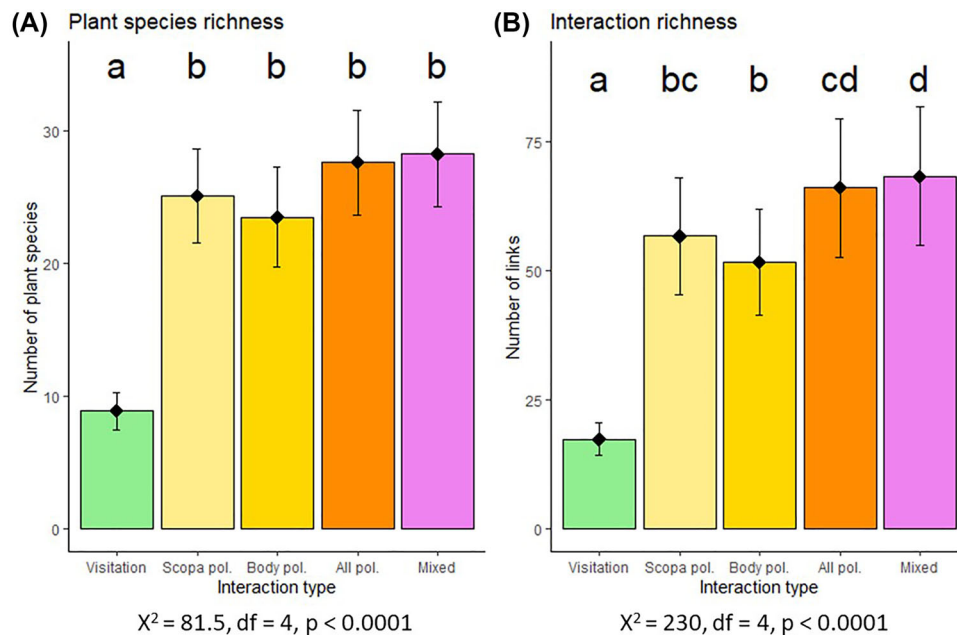 (A) Plant species richness
a b b b b
Number of plant species
30
20
10
0
Visitation Scopa pol. Body pol. All pol. Mixed
Interaction type
X² = 81.5, df = 4, p < 0.0001
(B) Interaction richness
a bc b cd d
Number of links
75
50
25
0
Visitation Scopa pol. Body pol. All pol. Mixed
Interaction type
X² = 230, df = 4, p < 0.0001